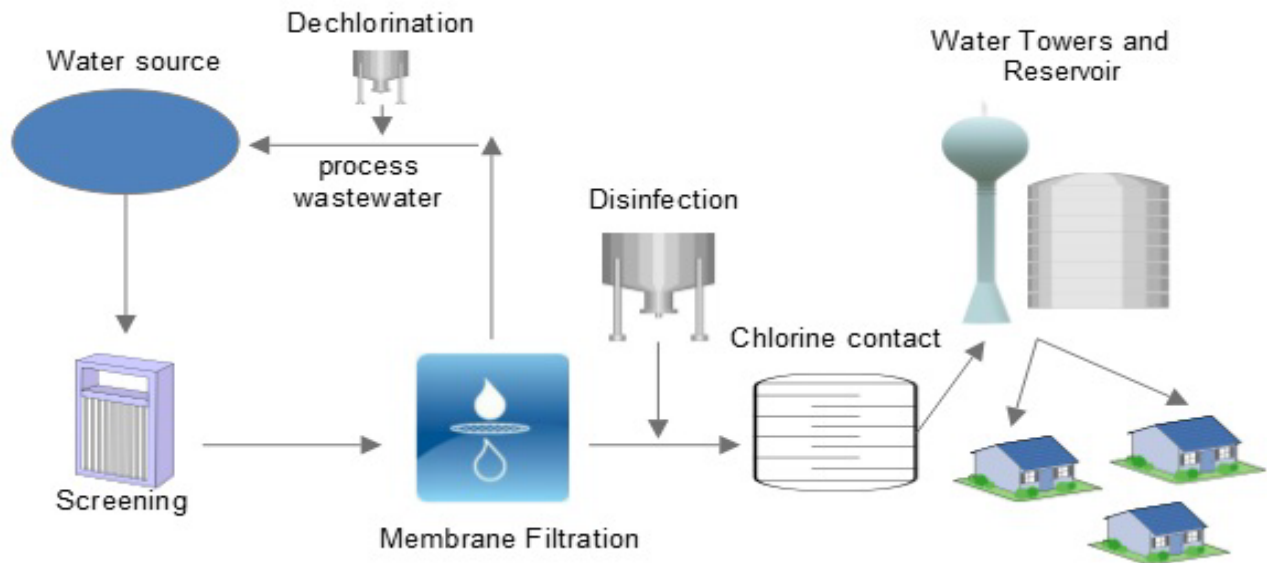 Dechlorination
Water source
Water Towers and
Reservoir
process
wastewater
Disinfection
Chlorine contact
Screening
Membrane Filtration